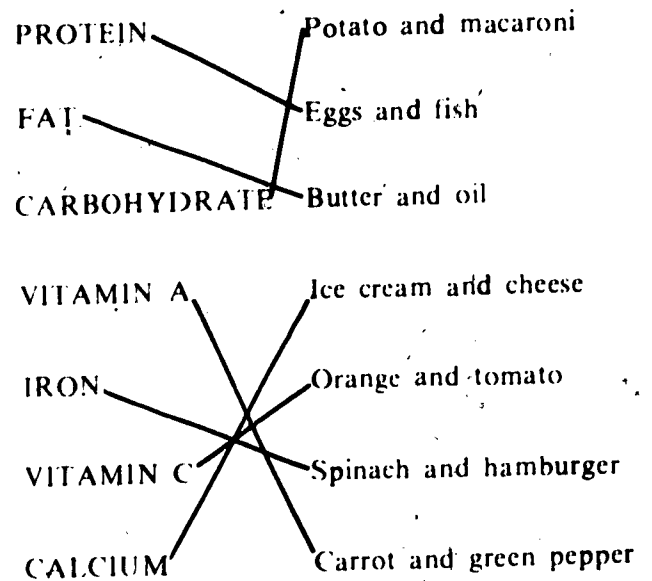 PROTEIN Potato and macaroni
FAT Eggs and fish
CARBOHYDRATE Butter and oil
VITAMIN A Ice cream and cheese
IRON Orange and tomato
VITAMIN C Spinach and hamburger
CALCIUM Carrot and green pepper